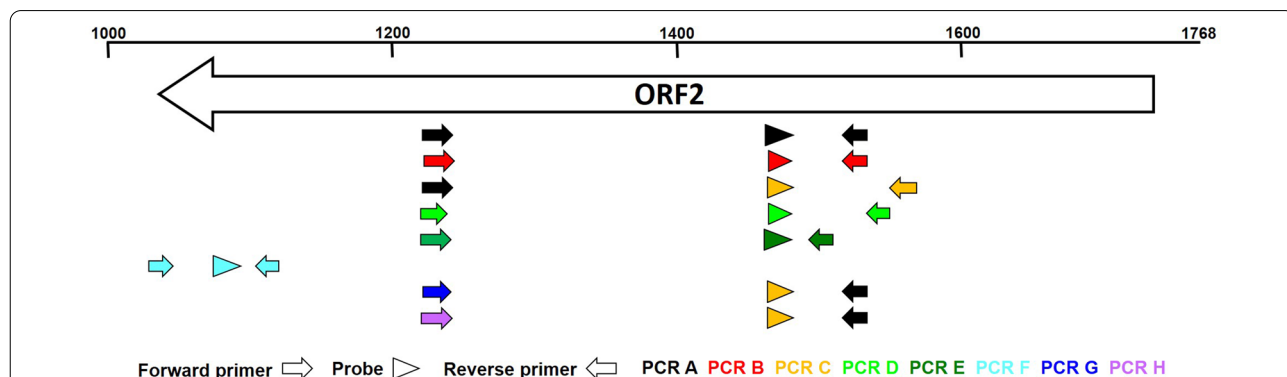 1000 1200 1400 1600 1768
ORF2
Forward primer Probe Reverse primer PCR A PCR B PCR C PCR D PCR E PCR F PCR G PCR H